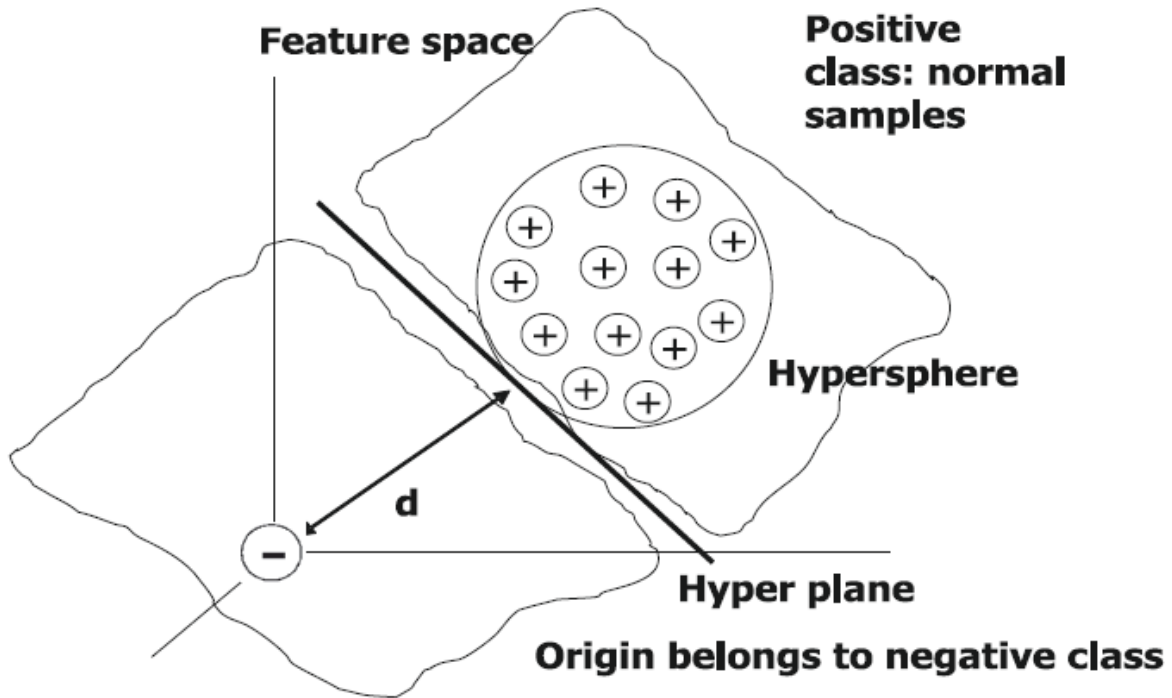 Feature space
Positive
class: normal
samples
+ +
+ +
+ + +
+ +
+ + +
+ +
Hypersphere
d
-
Hyper plane
Origin belongs to negative class